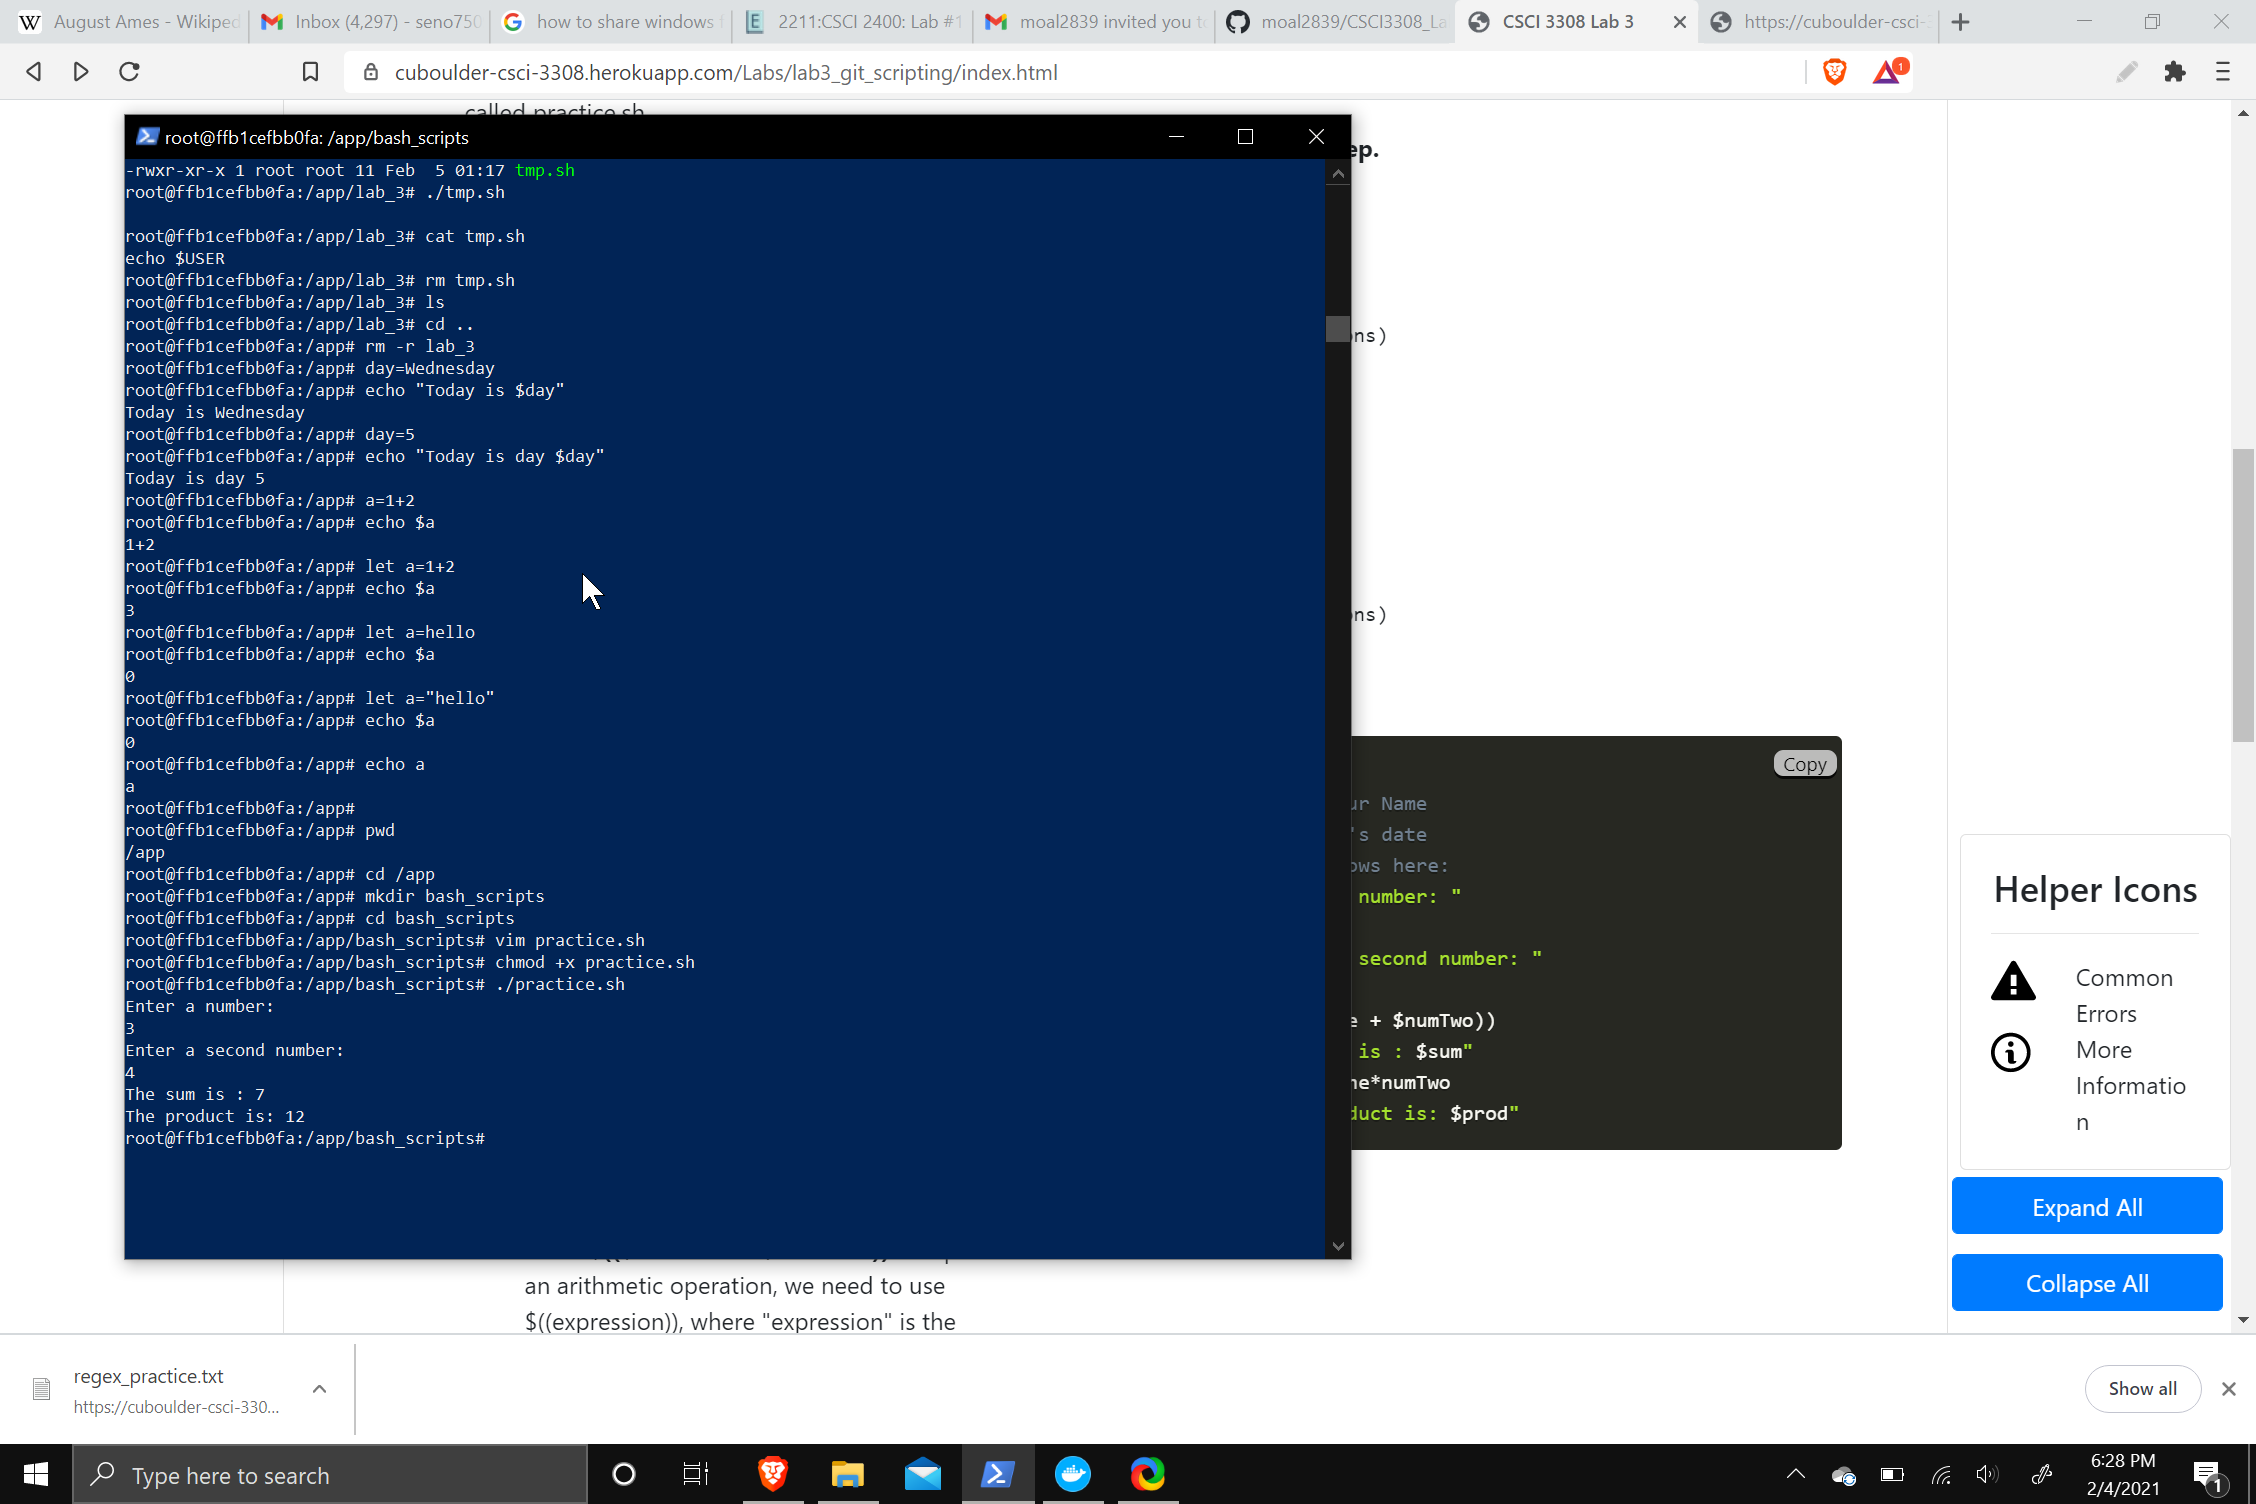 August Ames - Wikiped
Inbox (4,297) - seno750
how to share windows f
2211:CSCI 2400: Lab #1
moal2839 invited you to
moal2839/CSCI3308_La
CSCI 3308 Lab 3
https://cuboulder-csci-
cuboulder-csci-3308.herokuapp.com/Labs/lab3_git_scripting/index.html
1
called practice.sh
root@ffb1cefbb0fa: /app/bash_scripts
ep.
-rwxr-xr-x 1 root root 11 Feb  5 01:17 tmp.sh
root@ffb1cefbb0fa:/app/lab_3# ./tmp.sh
root@ffb1cefbb0fa:/app/lab_3# cat tmp.sh
echo $USER
root@ffb1cefbb0fa:/app/lab_3# rm tmp.sh
root@ffb1cefbb0fa:/app/lab_3# ls
root@ffb1cefbb0fa:/app/lab_3# cd ..
root@ffb1cefbb0fa:/app# rm -r lab_3
root@ffb1cefbb0fa:/app# day=Wednesday
root@ffb1cefbb0fa:/app# echo "Today is $day"
Today is Wednesday
root@ffb1cefbb0fa:/app# day=5
root@ffb1cefbb0fa:/app# echo "Today is day $day"
Today is day 5
root@ffb1cefbb0fa:/app# a=1+2
root@ffb1cefbb0fa:/app# echo $a
1+2
root@ffb1cefbb0fa:/app# let a=1+2
root@ffb1cefbb0fa:/app# echo $a
3
root@ffb1cefbb0fa:/app# let a=hello
root@ffb1cefbb0fa:/app# echo $a
0
root@ffb1cefbb0fa:/app# let a="hello"
root@ffb1cefbb0fa:/app# echo $a
0
root@ffb1cefbb0fa:/app# echo a
a
root@ffb1cefbb0fa:/app#
root@ffb1cefbb0fa:/app# pwd
/app
root@ffb1cefbb0fa:/app# cd /app
root@ffb1cefbb0fa:/app# mkdir bash_scripts
root@ffb1cefbb0fa:/app# cd bash_scripts
root@ffb1cefbb0fa:/app/bash_scripts# vim practice.sh
root@ffb1cefbb0fa:/app/bash_scripts# chmod +x practice.sh
root@ffb1cefbb0fa:/app/bash_scripts# ./practice.sh
Enter a number:
3
Enter a second number:
4
The sum is : 7
The product is: 12
root@ffb1cefbb0fa:/app/bash_scripts#
ns)
ns)
Copy
ur Name
's date
ows here:
number: "
second number: "
e + $numTwo))
is : $sum"
ne*numTwo
duct is: $prod"
Helper Icons
Common
Errors
More
Informatio
n
Expand All
Collapse All
an arithmetic operation, we need to use
$((expression)), where "expression" is the
regex_practice.txt
https://cuboulder-csci-330...
Show all
Type here to search
6:28 PM
2/4/2021
1